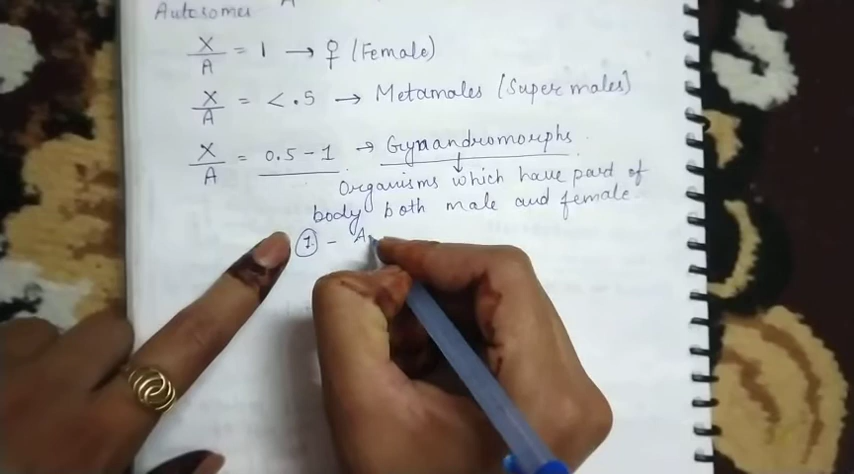 Autosomes A
X/A = 1 → ♀ (Female)
X/A = < .5 → Metamales (Super males)
X/A = 0.5 - 1 → Gynandromorphs
Organisms which have part of
body both male and female
① - A